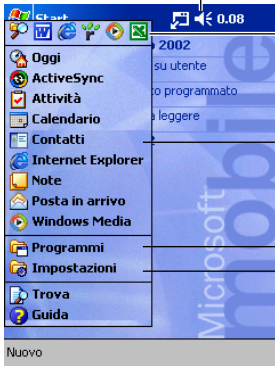 Start 0.08
2002
Oggi
su utente
ActiveSync
to programmato
Attività
a leggere
Calendario
Contatti
Internet Explorer
Note
Posta in arrivo
Windows Media
Programmi
Impostazioni
Trova
Guida
Microsoft
mobile
Nuovo